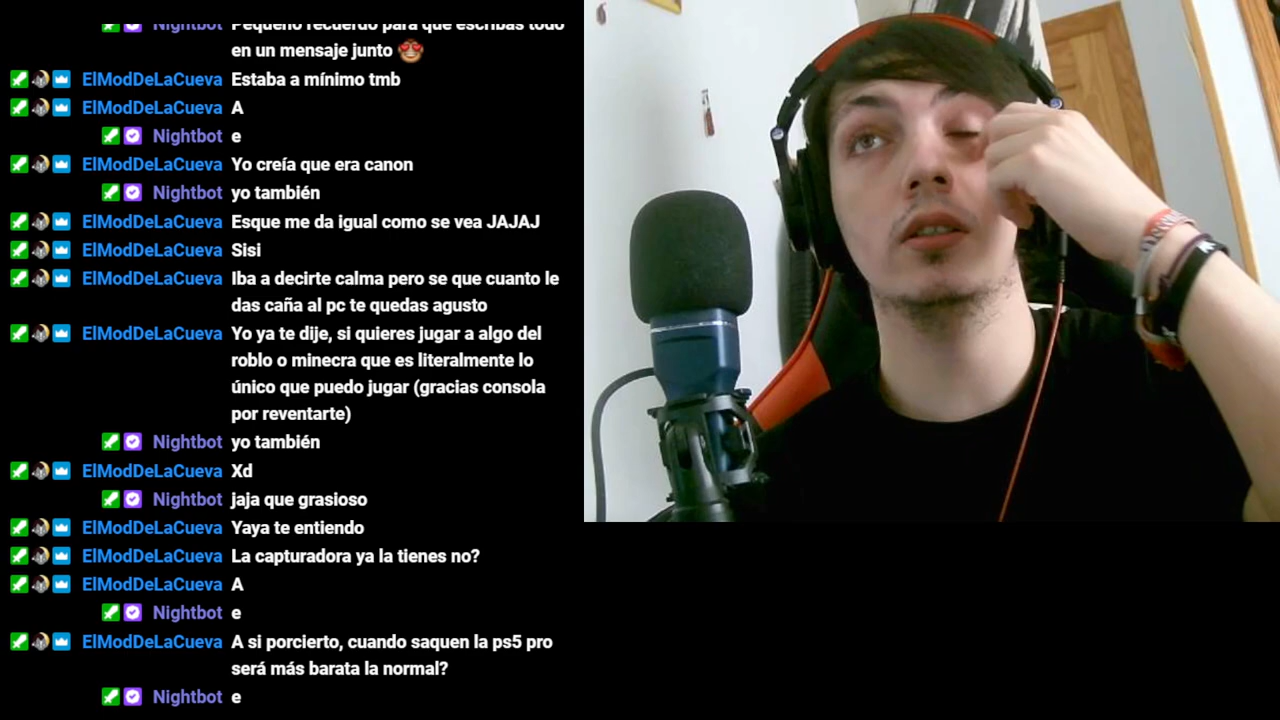 Nightbot Pequeño recuerdo para que escribas todo
en un mensaje junto
ElModDeLaCueva Estaba a mínimo tmb
ElModDeLaCueva A
Nightbot e
ElModDeLaCueva Yo creía que era canon
Nightbot yo también
ElModDeLaCueva Esque me da igual como se vea JAJAJ
ElModDeLaCueva Sisi
ElModDeLaCueva Iba a decirte calma pero se que cuanto le
das caña al pc te quedas agusto
ElModDeLaCueva Yo ya te dije, si quieres jugar a algo del
roblo o minecra que es literalmente lo
único que puedo jugar (gracias consola
por reventarte)
Nightbot yo también
ElModDeLaCueva Xd
Nightbot jaja que grasioso
ElModDeLaCueva Yaya te entiendo
ElModDeLaCueva La capturadora ya la tienes no?
ElModDeLaCueva A
Nightbot e
ElModDeLaCueva A si porcierto, cuando saquen la ps5 pro
será más barata la normal?
Nightbot e